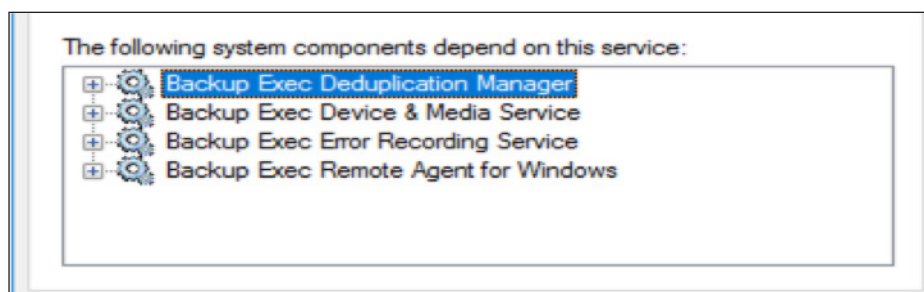 The following system components depend on this service:
Backup Exec Deduplication Manager
Backup Exec Device & Media Service
Backup Exec Error Recording Service
Backup Exec Remote Agent for Windows